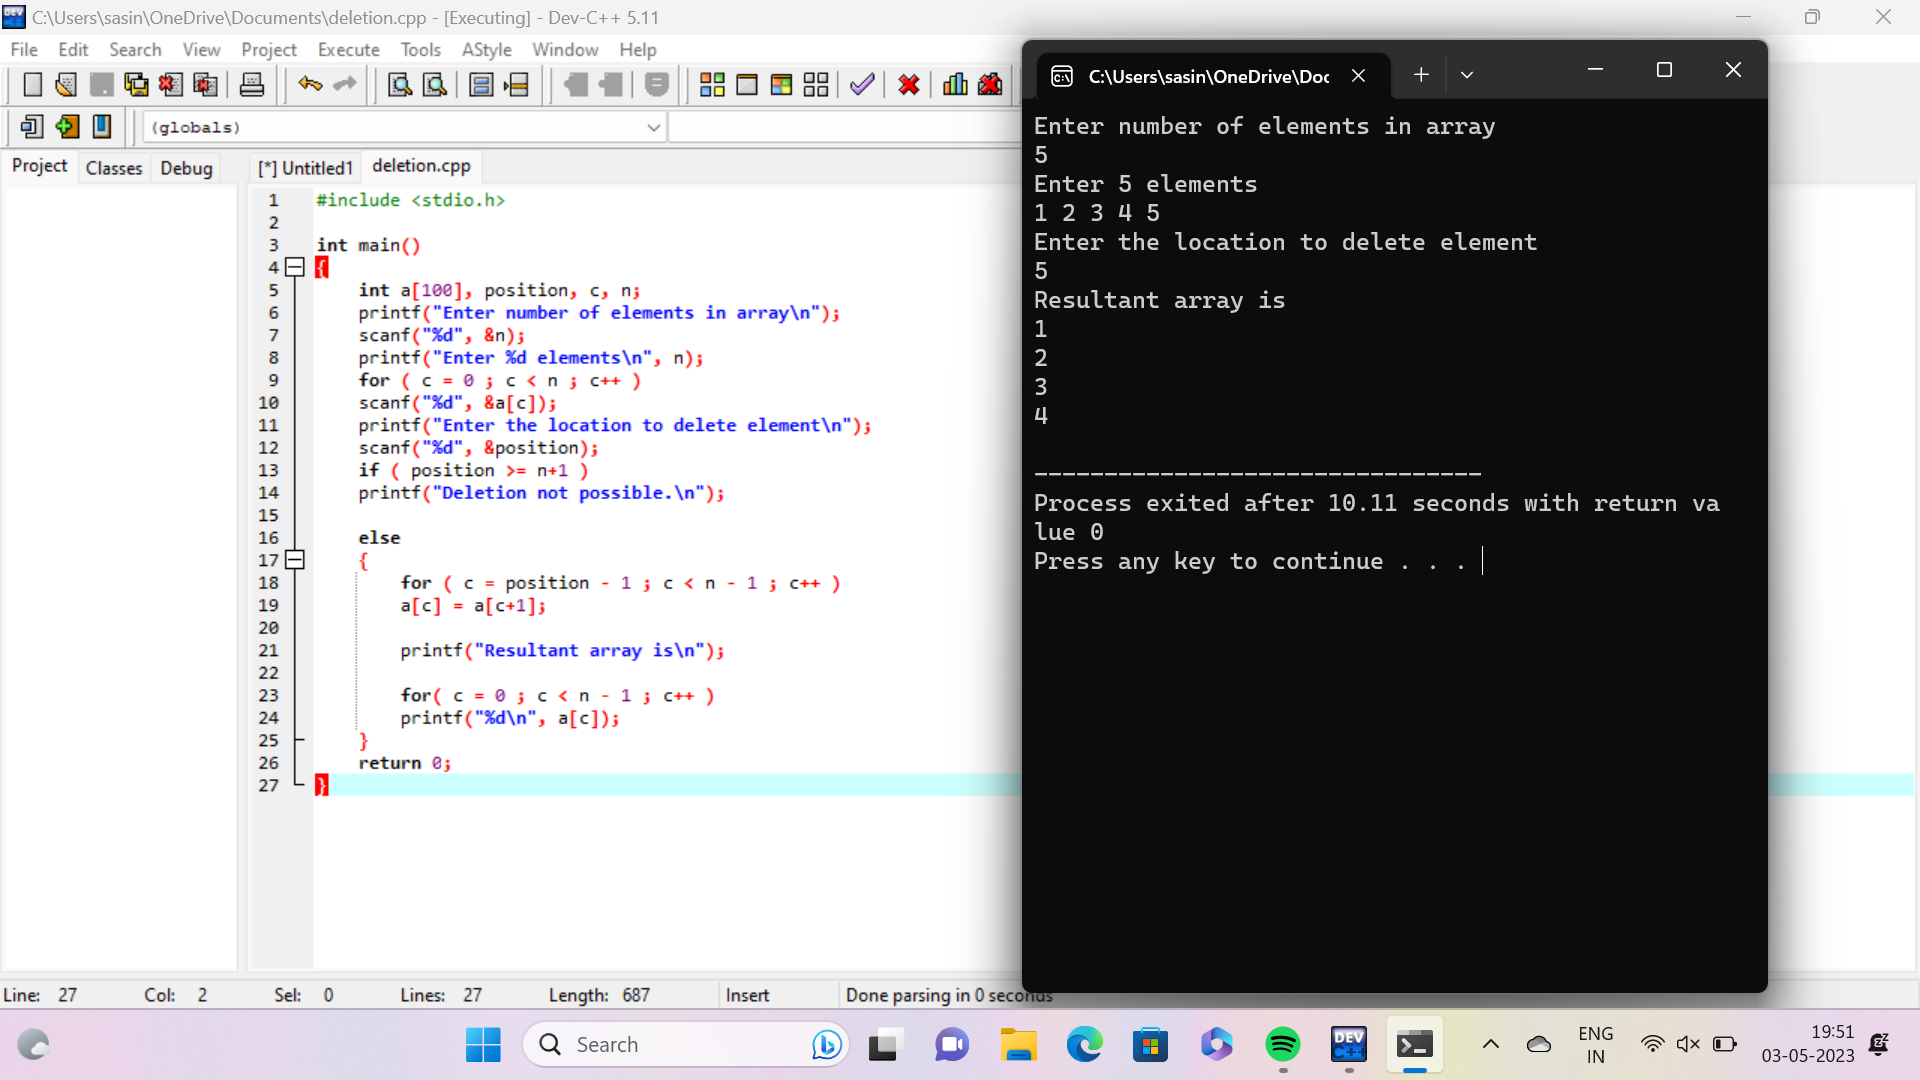 C:\Users\sasin\OneDrive\Documents\deletion.cpp - [Executing] - Dev-C++ 5.11
File Edit Search View Project Execute Tools AStyle Window Help
(globals)
Project Classes Debug
[*] Untitled1 deletion.cpp
1 #include <stdio.h>
2
3 int main()
4 {
5 int a[100], position, c, n;
6 printf("Enter number of elements in array\n");
7 scanf("%d", &n);
8 printf("Enter %d elements\n", n);
9 for ( c = 0 ; c < n ; c++ )
10 scanf("%d", &a[c]);
11 printf("Enter the location to delete element\n");
12 scanf("%d", &position);
13 if ( position >= n+1 )
14 printf("Deletion not possible.\n");
15
16 else
17 {
18 for ( c = position - 1 ; c < n - 1 ; c++ )
19 a[c] = a[c+1];
20
21 printf("Resultant array is\n");
22
23 for( c = 0 ; c < n - 1 ; c++ )
24 printf("%d\n", a[c]);
25 }
26 return 0;
27 }
C:\Users\sasin\OneDrive\Doc
Enter number of elements in array
5
Enter 5 elements
1 2 3 4 5
Enter the location to delete element
5
Resultant array is
1
2
3
4
--------------------------------
Process exited after 10.11 seconds with return va
lue 0
Press any key to continue . . .
Line: 27 Col: 2 Sel: 0 Lines: 27 Length: 687 Insert Done parsing in 0 seconds
Search
DEV
C++
ENG
IN
19:51
03-05-2023